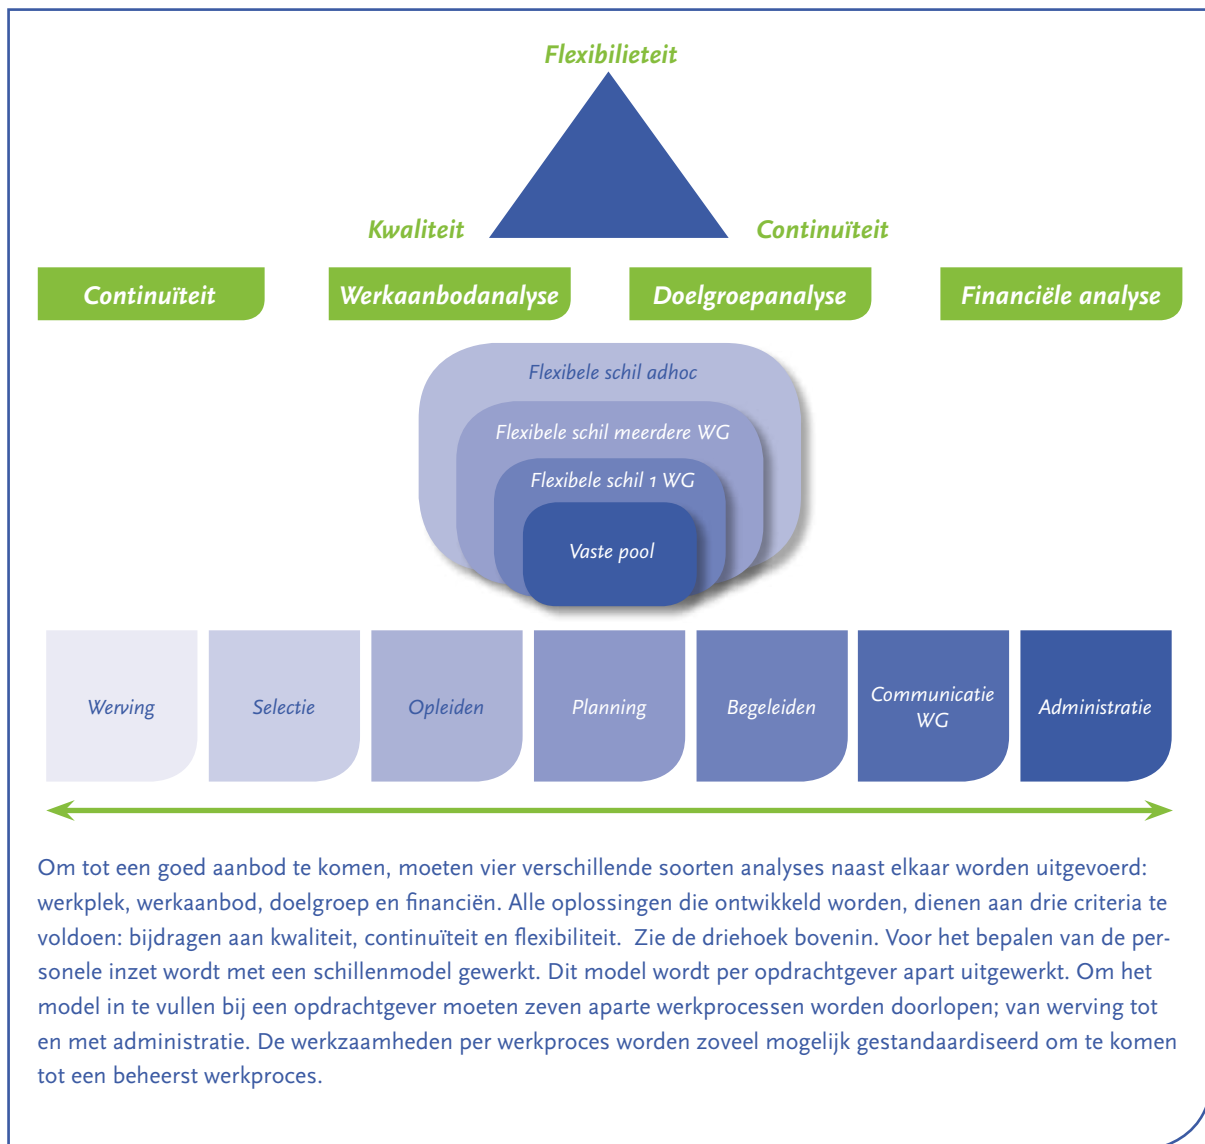 Flexibilieteit
Kwaliteit
Continuïteit
Continuïteit
Werkaanbodanalyse
Doelgroepanalyse
Financiële analyse
Flexibele schil adhoc
Flexibele schil meerdere WG
Flexibele schil 1 WG
Vaste pool
Werving
Selectie
Opleiden
Planning
Begeleiden
Communicatie
WG
Administratie
Om tot een goed aanbod te komen, moeten vier verschillende soorten analyses naast elkaar worden uitgevoerd:
werkplek, werkaanbod, doelgroep en financiën. Alle oplossingen die ontwikkeld worden, dienen aan drie criteria te
voldoen: bijdragen aan kwaliteit, continuïteit en flexibiliteit.  Zie de driehoek bovenin. Voor het bepalen van de per-
sonele inzet wordt met een schillenmodel gewerkt. Dit model wordt per opdrachtgever apart uitgewerkt. Om het
model in te vullen bij een opdrachtgever moeten zeven aparte werkprocessen worden doorlopen; van werving tot
en met administratie. De werkzaamheden per werkproces worden zoveel mogelijk gestandaardiseerd om te komen
tot een beheerst werkproces.